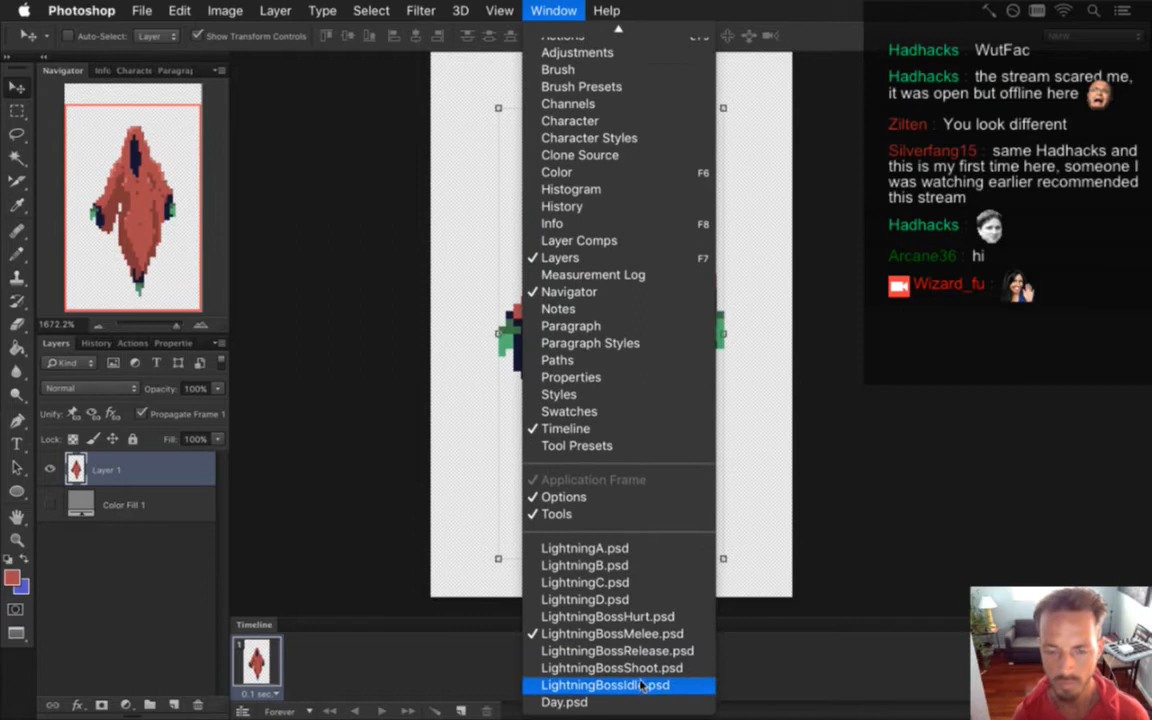 Photoshop File Edit Image Layer Type Select Filter 3D View Window Help
Auto-Select: Layer Show Transform Controls
Navigator Info Charact Paragraj
1672.2%
Layers History Actions Propertie
Kind
Normal Opacity: 100%
Unify: Propagate Frame 1
Lock: Fill: 100%
Layer 1
Color Fill 1
Adjustments
Brush
Brush Presets
Channels
Character
Character Styles
Clone Source
Color F6
Histogram
History
Info F8
Layer Comps
Layers F7
Measurement Log
Navigator
Notes
Paragraph
Paragraph Styles
Paths
Properties
Styles
Swatches
Timeline
Tool Presets
Application Frame
Options
Tools
LightningA.psd
LightningB.psd
LightningC.psd
LightningD.psd
LightningBossHurt.psd
LightningBossMelee.psd
LightningBossRelease.psd
LightningBossShoot.psd
LightningBossIdle.psd
Day.psd
Timeline
1
0.1 sec.
Forever
Hadhacks WutFac
Hadhacks : the stream scared me,
it was open but offline here
Zilten : You look different
Silverfang15 : same Hadhacks and
this is my first time here, someone I
was watching earlier recommended
this stream
Hadhacks :
Arcane36 : hi
Wizard_fu :